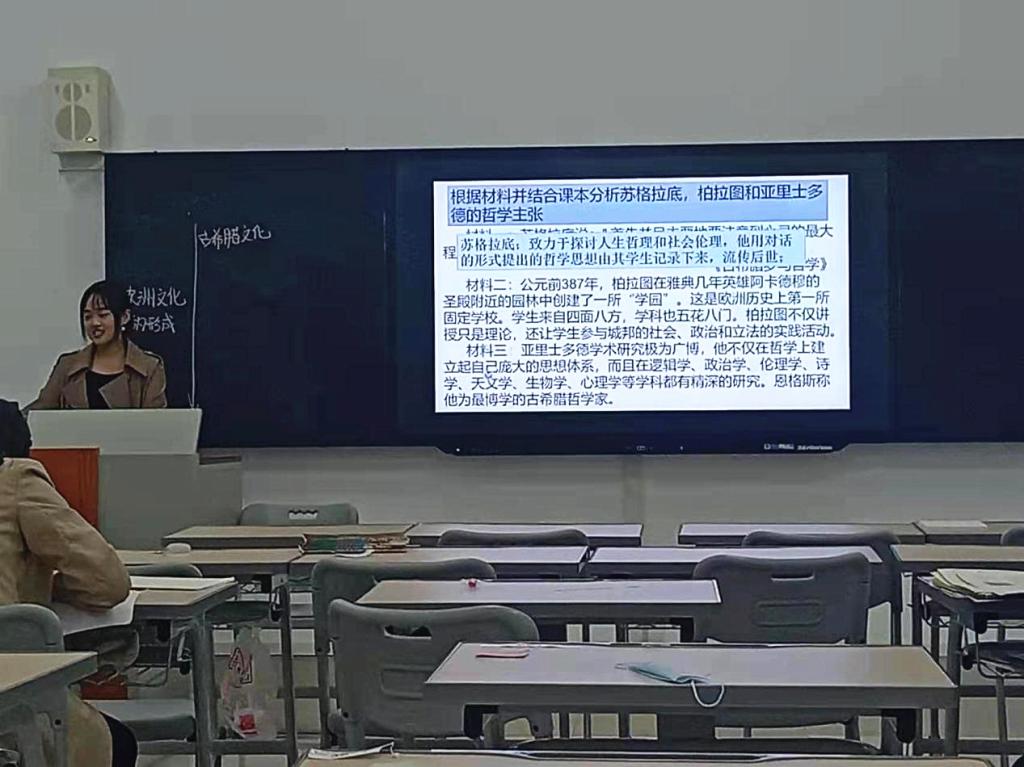 古希腊文化
欧洲文化
的形成
根据材料并结合课本分析苏格拉底，柏拉图和亚里士多
德的哲学主张
的最大
程
苏格拉底：致力于探讨人生哲理和社会伦理，他用对话
的形式提出的哲学思想由其学生记录下来，流传后世；
材料二：公元前387年，柏拉图在雅典几年英雄阿卡德穆的
圣殿附近的园林中创建了一所“学园”。这是欧洲历史上第一所
固定学校。学生来自四面八方，学科也五花八门。柏拉图不仅讲
授只是理论，还让学生参与城邦的社会、政治和立法的实践活动。
材料三：亚里士多德学术研究极为广博，他不仅在哲学上建
立起自己庞大的思想体系，而且在逻辑学、政治学、伦理学、诗
学、天文学、生物学、心理学等学科都有精深的研究。恩格斯称
他为最博学的古希腊哲学家。